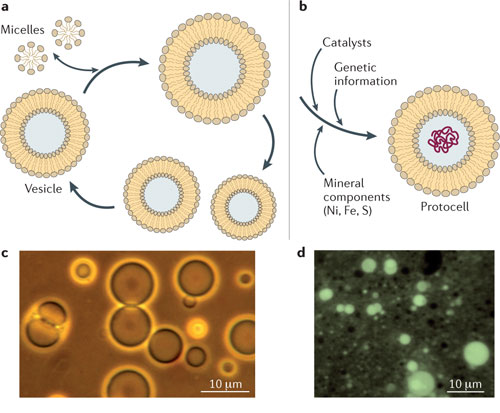 a
Micelles
Vesicle
b
Catalysts
Genetic
information
Mineral
components
(Ni, Fe, S)
Protocell
c
10 μm
d
10 μm